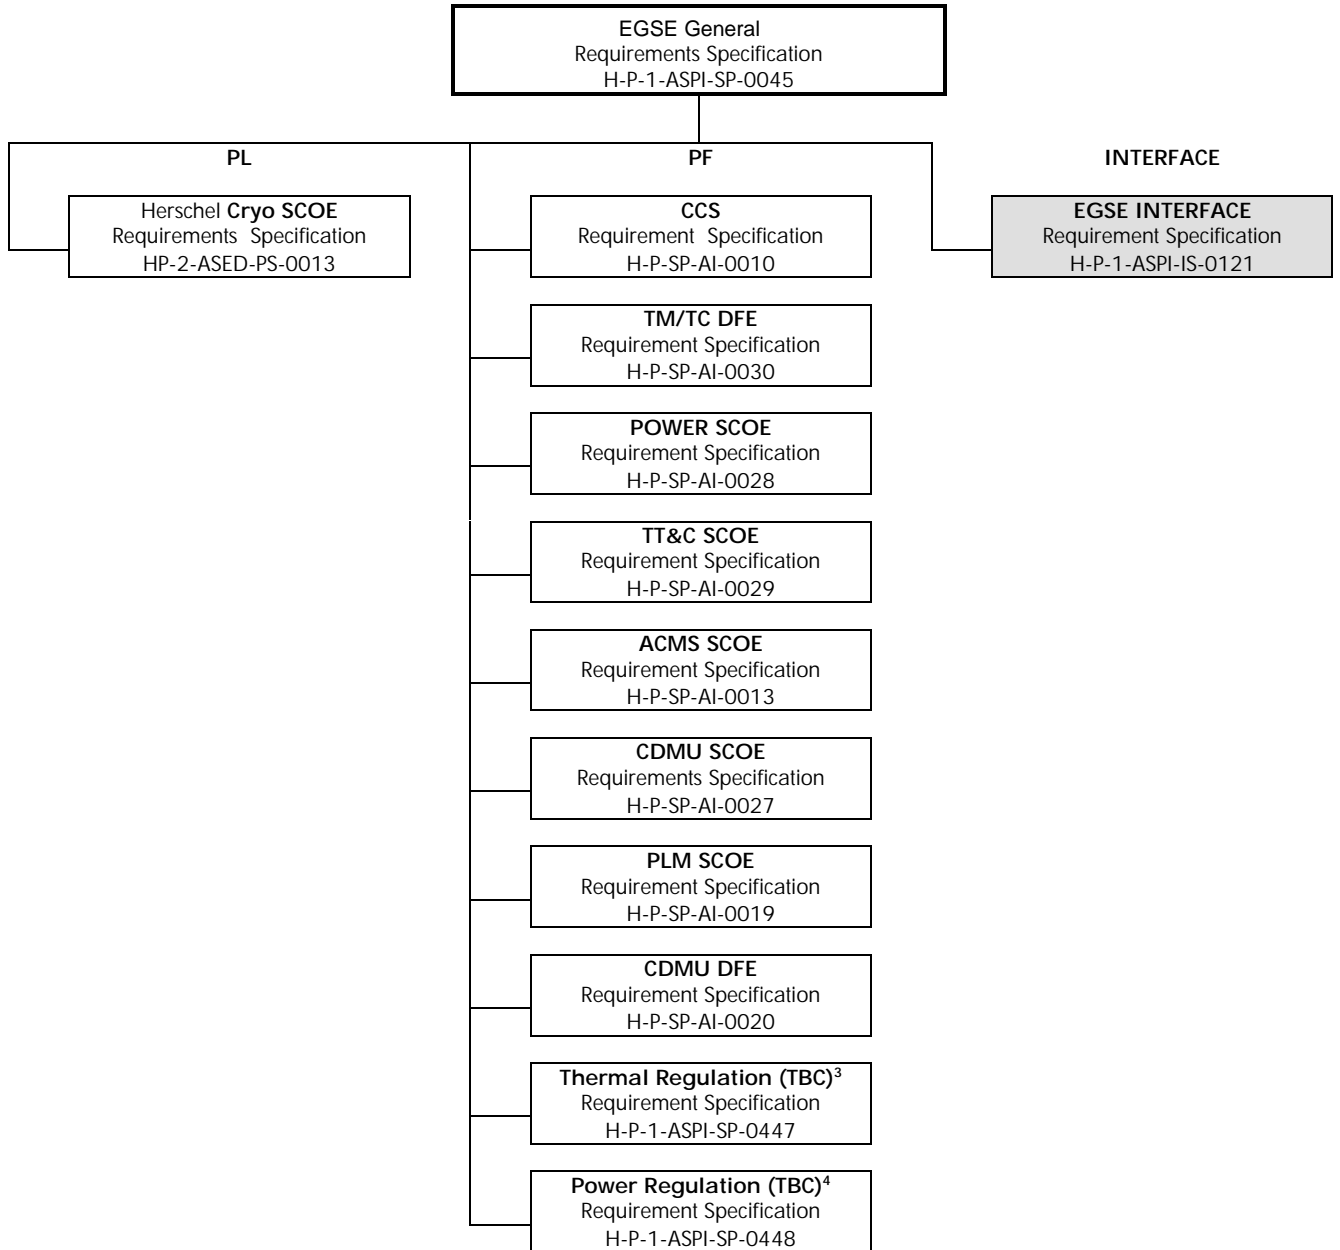 EGSE General
Requirements Specification
H-P-1-ASPI-SP-0045
PL
PF
INTERFACE
Herschel Cryo SCOE
Requirements Specification
HP-2-ASED-PS-0013
CCS
Requirement Specification
H-P-SP-AI-0010
EGSE INTERFACE
Requirement Specification
H-P-1-ASPI-IS-0121
TM/TC DFE
Requirement Specification
H-P-SP-AI-0030
POWER SCOE
Requirement Specification
H-P-SP-AI-0028
TT&C SCOE
Requirement Specification
H-P-SP-AI-0029
ACMS SCOE
Requirement Specification
H-P-SP-AI-0013
CDMU SCOE
Requirements Specification
H-P-SP-AI-0027
PLM SCOE
Requirement Specification
H-P-SP-AI-0019
CDMU DFE
Requirement Specification
H-P-SP-AI-0020
Thermal Regulation (TBC)³
Requirement Specification
H-P-1-ASPI-SP-0447
Power Regulation (TBC)⁴
Requirement Specification
H-P-1-ASPI-SP-0448